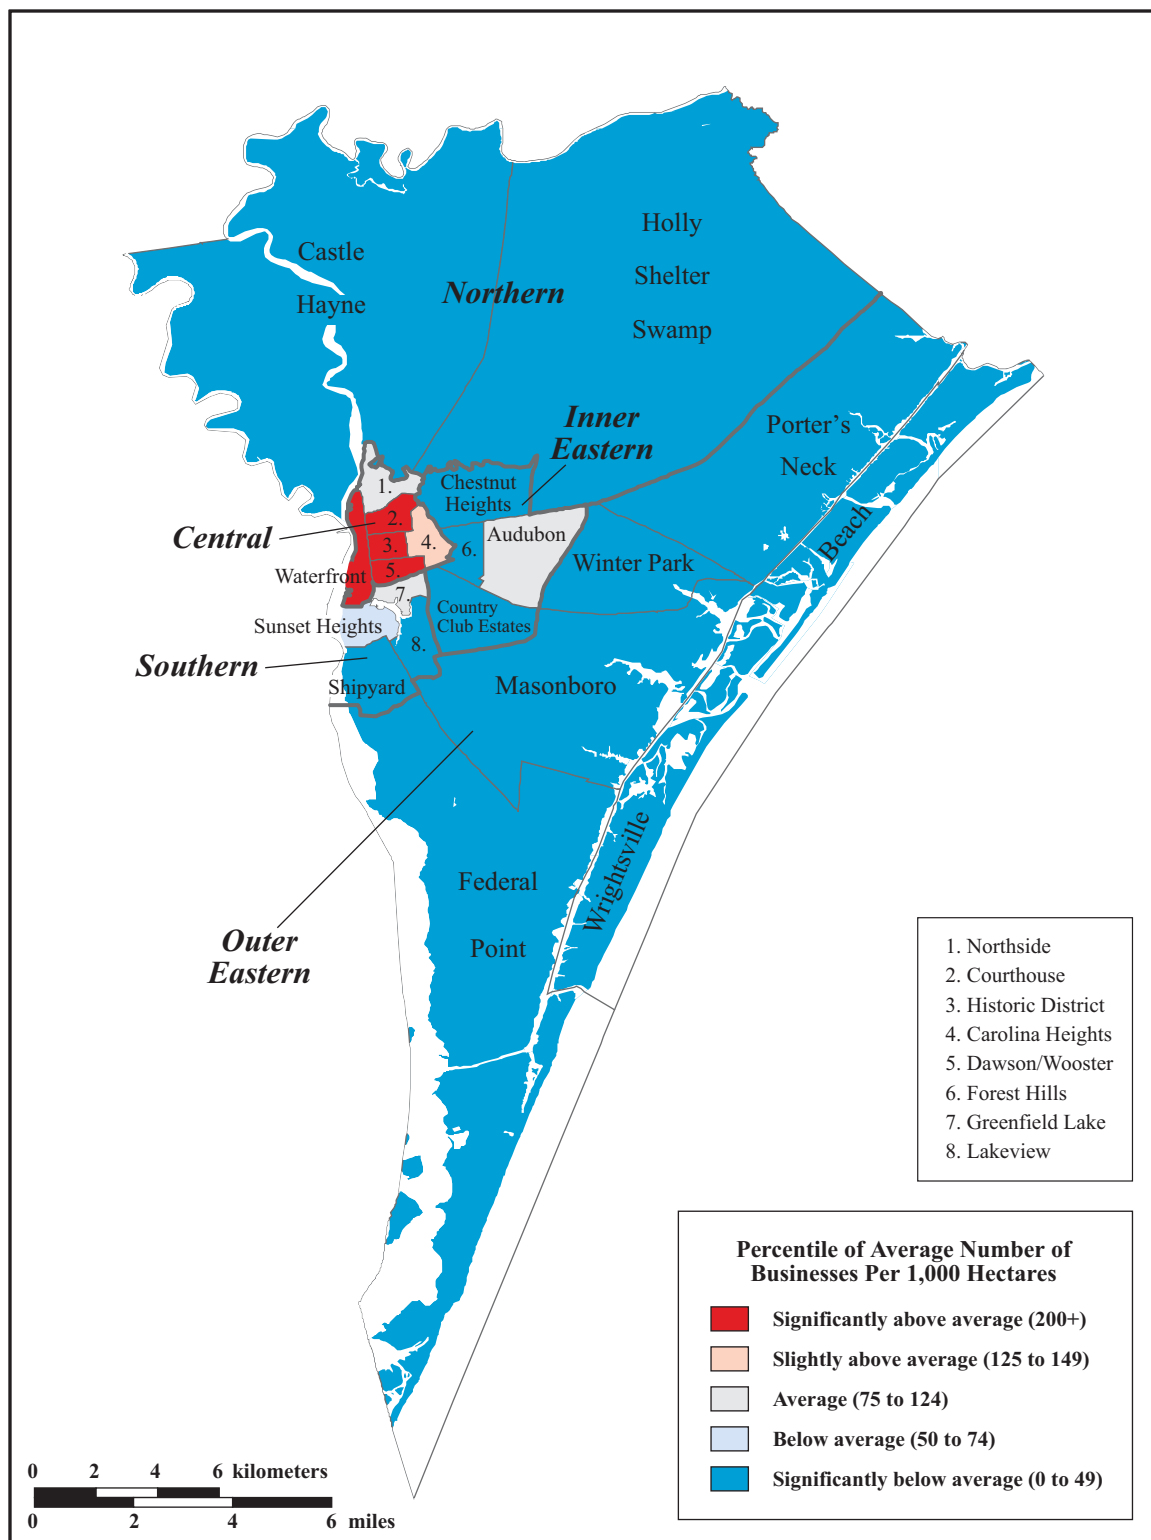 Holly
Castle
Shelter
Northern
Hayne
Swamp
Inner
Eastern
Porter's
Neck
Chestnut
Heights
1.
2.
Central
3.
4.
6.
Audubon
Beach
Winter Park
5.
Waterfront
7.
Country
Club Estates
Sunset Heights
8.
Southern
Shipyard
Masonboro
Wrightsville
Federal
Point
Outer
Eastern
1. Northside
2. Courthouse
3. Historic District
4. Carolina Heights
5. Dawson/Wooster
6. Forest Hills
7. Greenfield Lake
8. Lakeview
Percentile of Average Number of
Businesses Per 1,000 Hectares
Significantly above average (200+)
Slightly above average (125 to 149)
Average (75 to 124)
Below average (50 to 74)
Significantly below average (0 to 49)
0 2 4 6 kilometers
0 2 4 6 miles